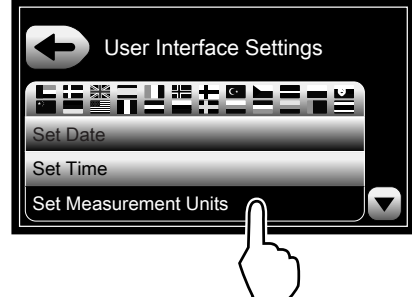 User Interface Settings
Set Date
Set Time
Set Measurement Units